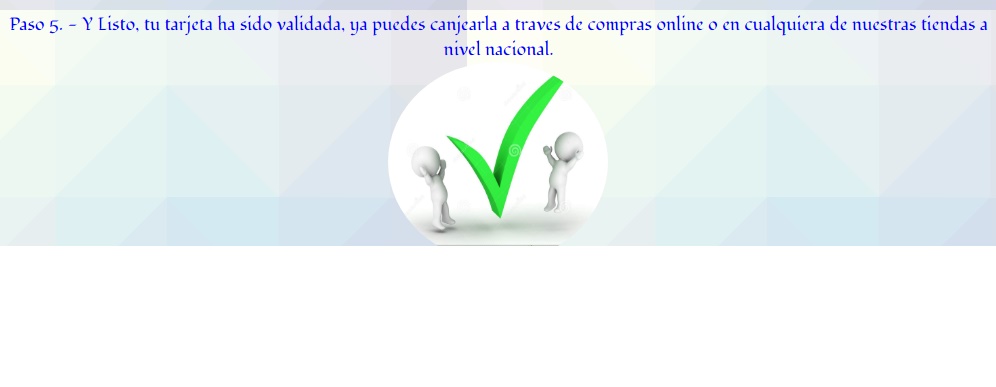 Paso 5. - Y Listo, tu tarjeta ha sido validada, ya puedes canjearla a traves de compras online o en cualquiera de nuestras tiendas a
nivel nacional.